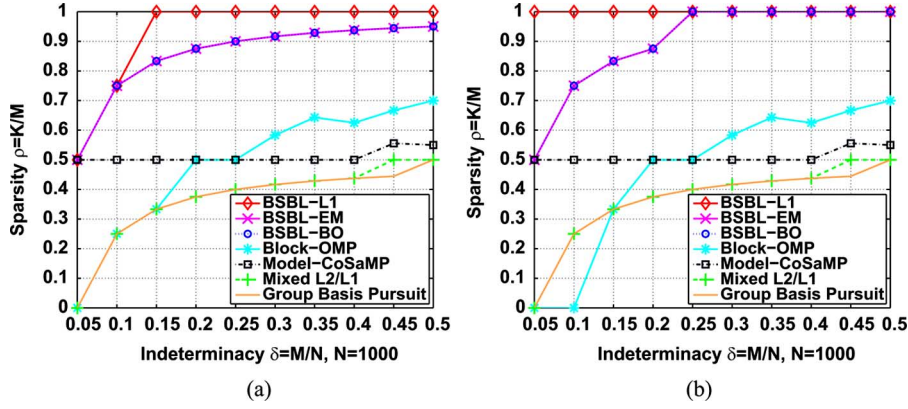 1
0.9
0.8
0.7
0.6
0.5
0.4
0.3
0.2
0.1
0
Sparsity ρ=K/M
BSBL−L1
BSBL−EM
BSBL−BO
Block−OMP
Model−CoSaMP
Mixed L2/L1
Group Basis Pursuit
0.05 0.1 0.15 0.2 0.25 0.3 0.35 0.4 0.45 0.5
Indeterminacy δ=M/N, N=1000
(a)
1
0.9
0.8
0.7
0.6
0.5
0.4
0.3
0.2
0.1
0
Sparsity ρ=K/M
BSBL−L1
BSBL−EM
BSBL−BO
Block−OMP
Model−CoSaMP
Mixed L2/L1
Group Basis Pursuit
0.05 0.1 0.15 0.2 0.25 0.3 0.35 0.4 0.45 0.5
Indeterminacy δ=M/N, N=1000
(b)